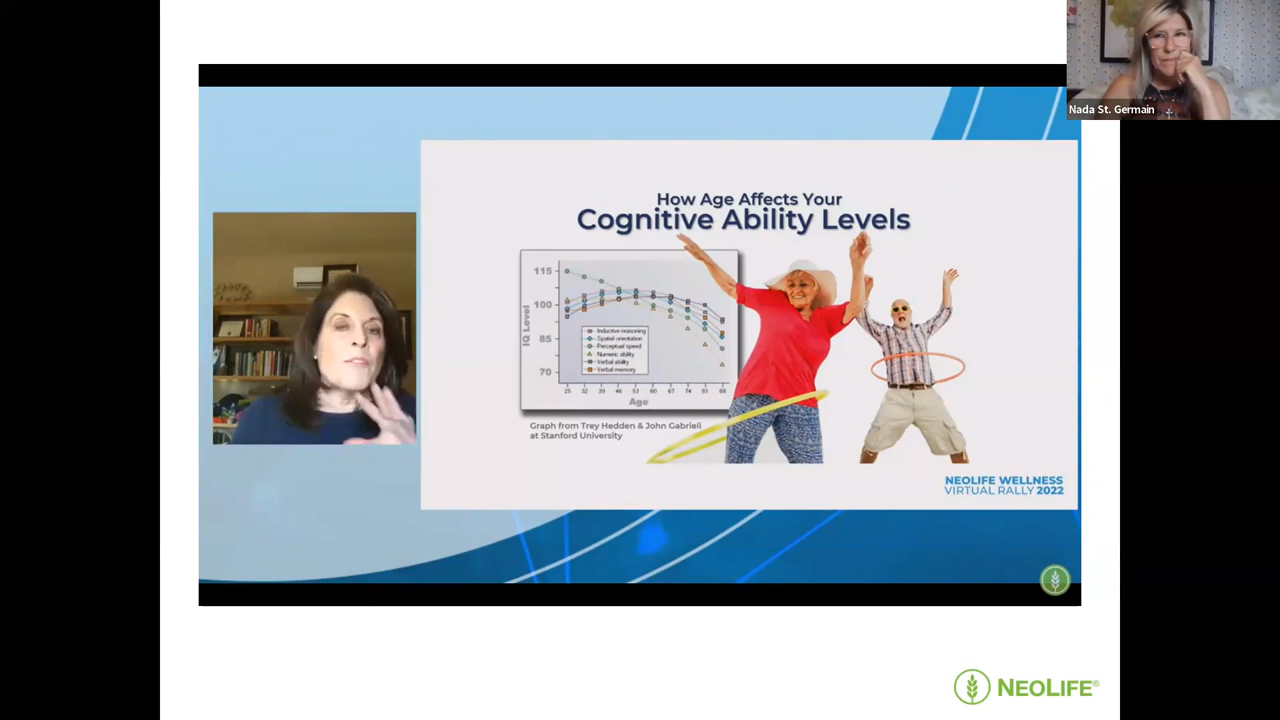 Nada St. Germain
How Age Affects Your
Cognitive Ability Levels
115
100
85
70
IQ Level
Inductive reasoning
Spatial orientation
Perceptual speed
Numeric ability
Verbal ability
Verbal memory
25 32 39 46 53 60 67 74 81 88
Age
Graph from Trey Hedden & John Gabrieli
at Stanford University
NEOLIFE WELLNESS
VIRTUAL RALLY 2022
NEOLIFE®